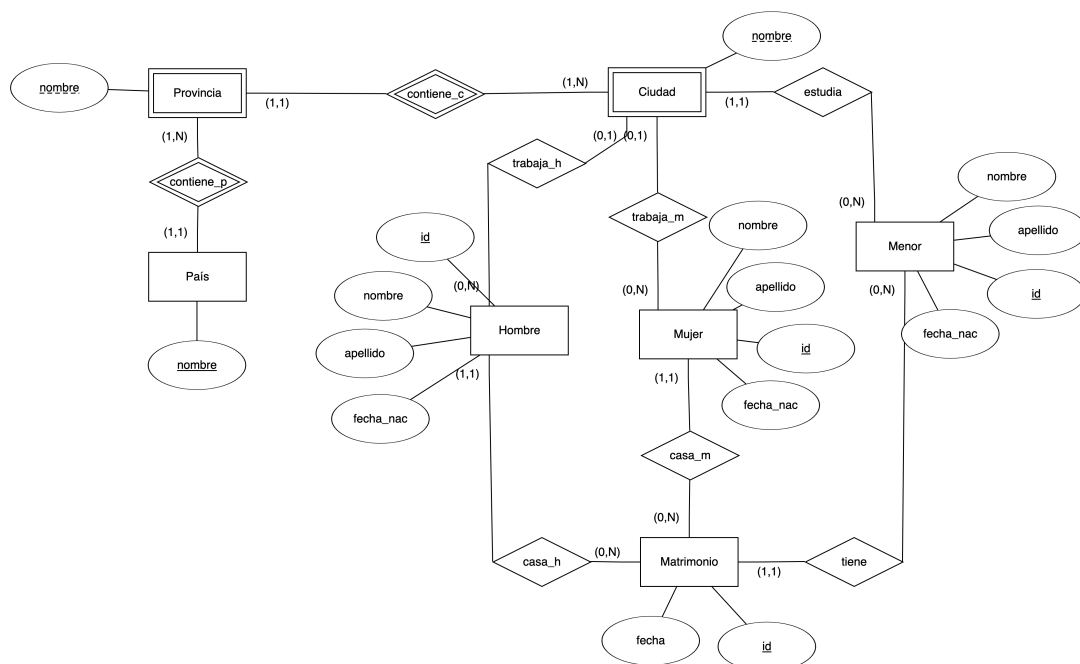 nombre
nombre
Provincia
(1,1)
contiene_c
(1,N)
Ciudad
(1,1)
estudia
(1,N)
(0,1)
(0,1)
trabaja_h
contiene_p
nombre
(0,N)
trabaja_m
nombre
apellido
(1,1)
id
Menor
País
(0,N)
nombre
(0,N)
apellido
(0,N)
id
Hombre
Mujer
fecha_nac
apellido
id
nombre
(1,1)
(1,1)
fecha_nac
fecha_nac
casa_m
(0,N)
casa_h
(0,N)
Matrimonio
(1,1)
tiene
fecha
id